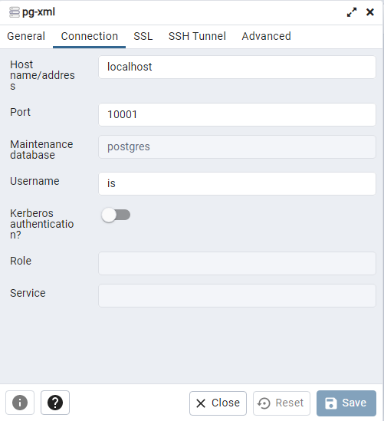 pg-xml
General Connection SSL SSH Tunnel Advanced
Host
name/addres
s
localhost
Port
10001
Maintenance
database
postgres
Username
is
Kerberos
authenticatio
n?
Role
Service
Close Reset Save